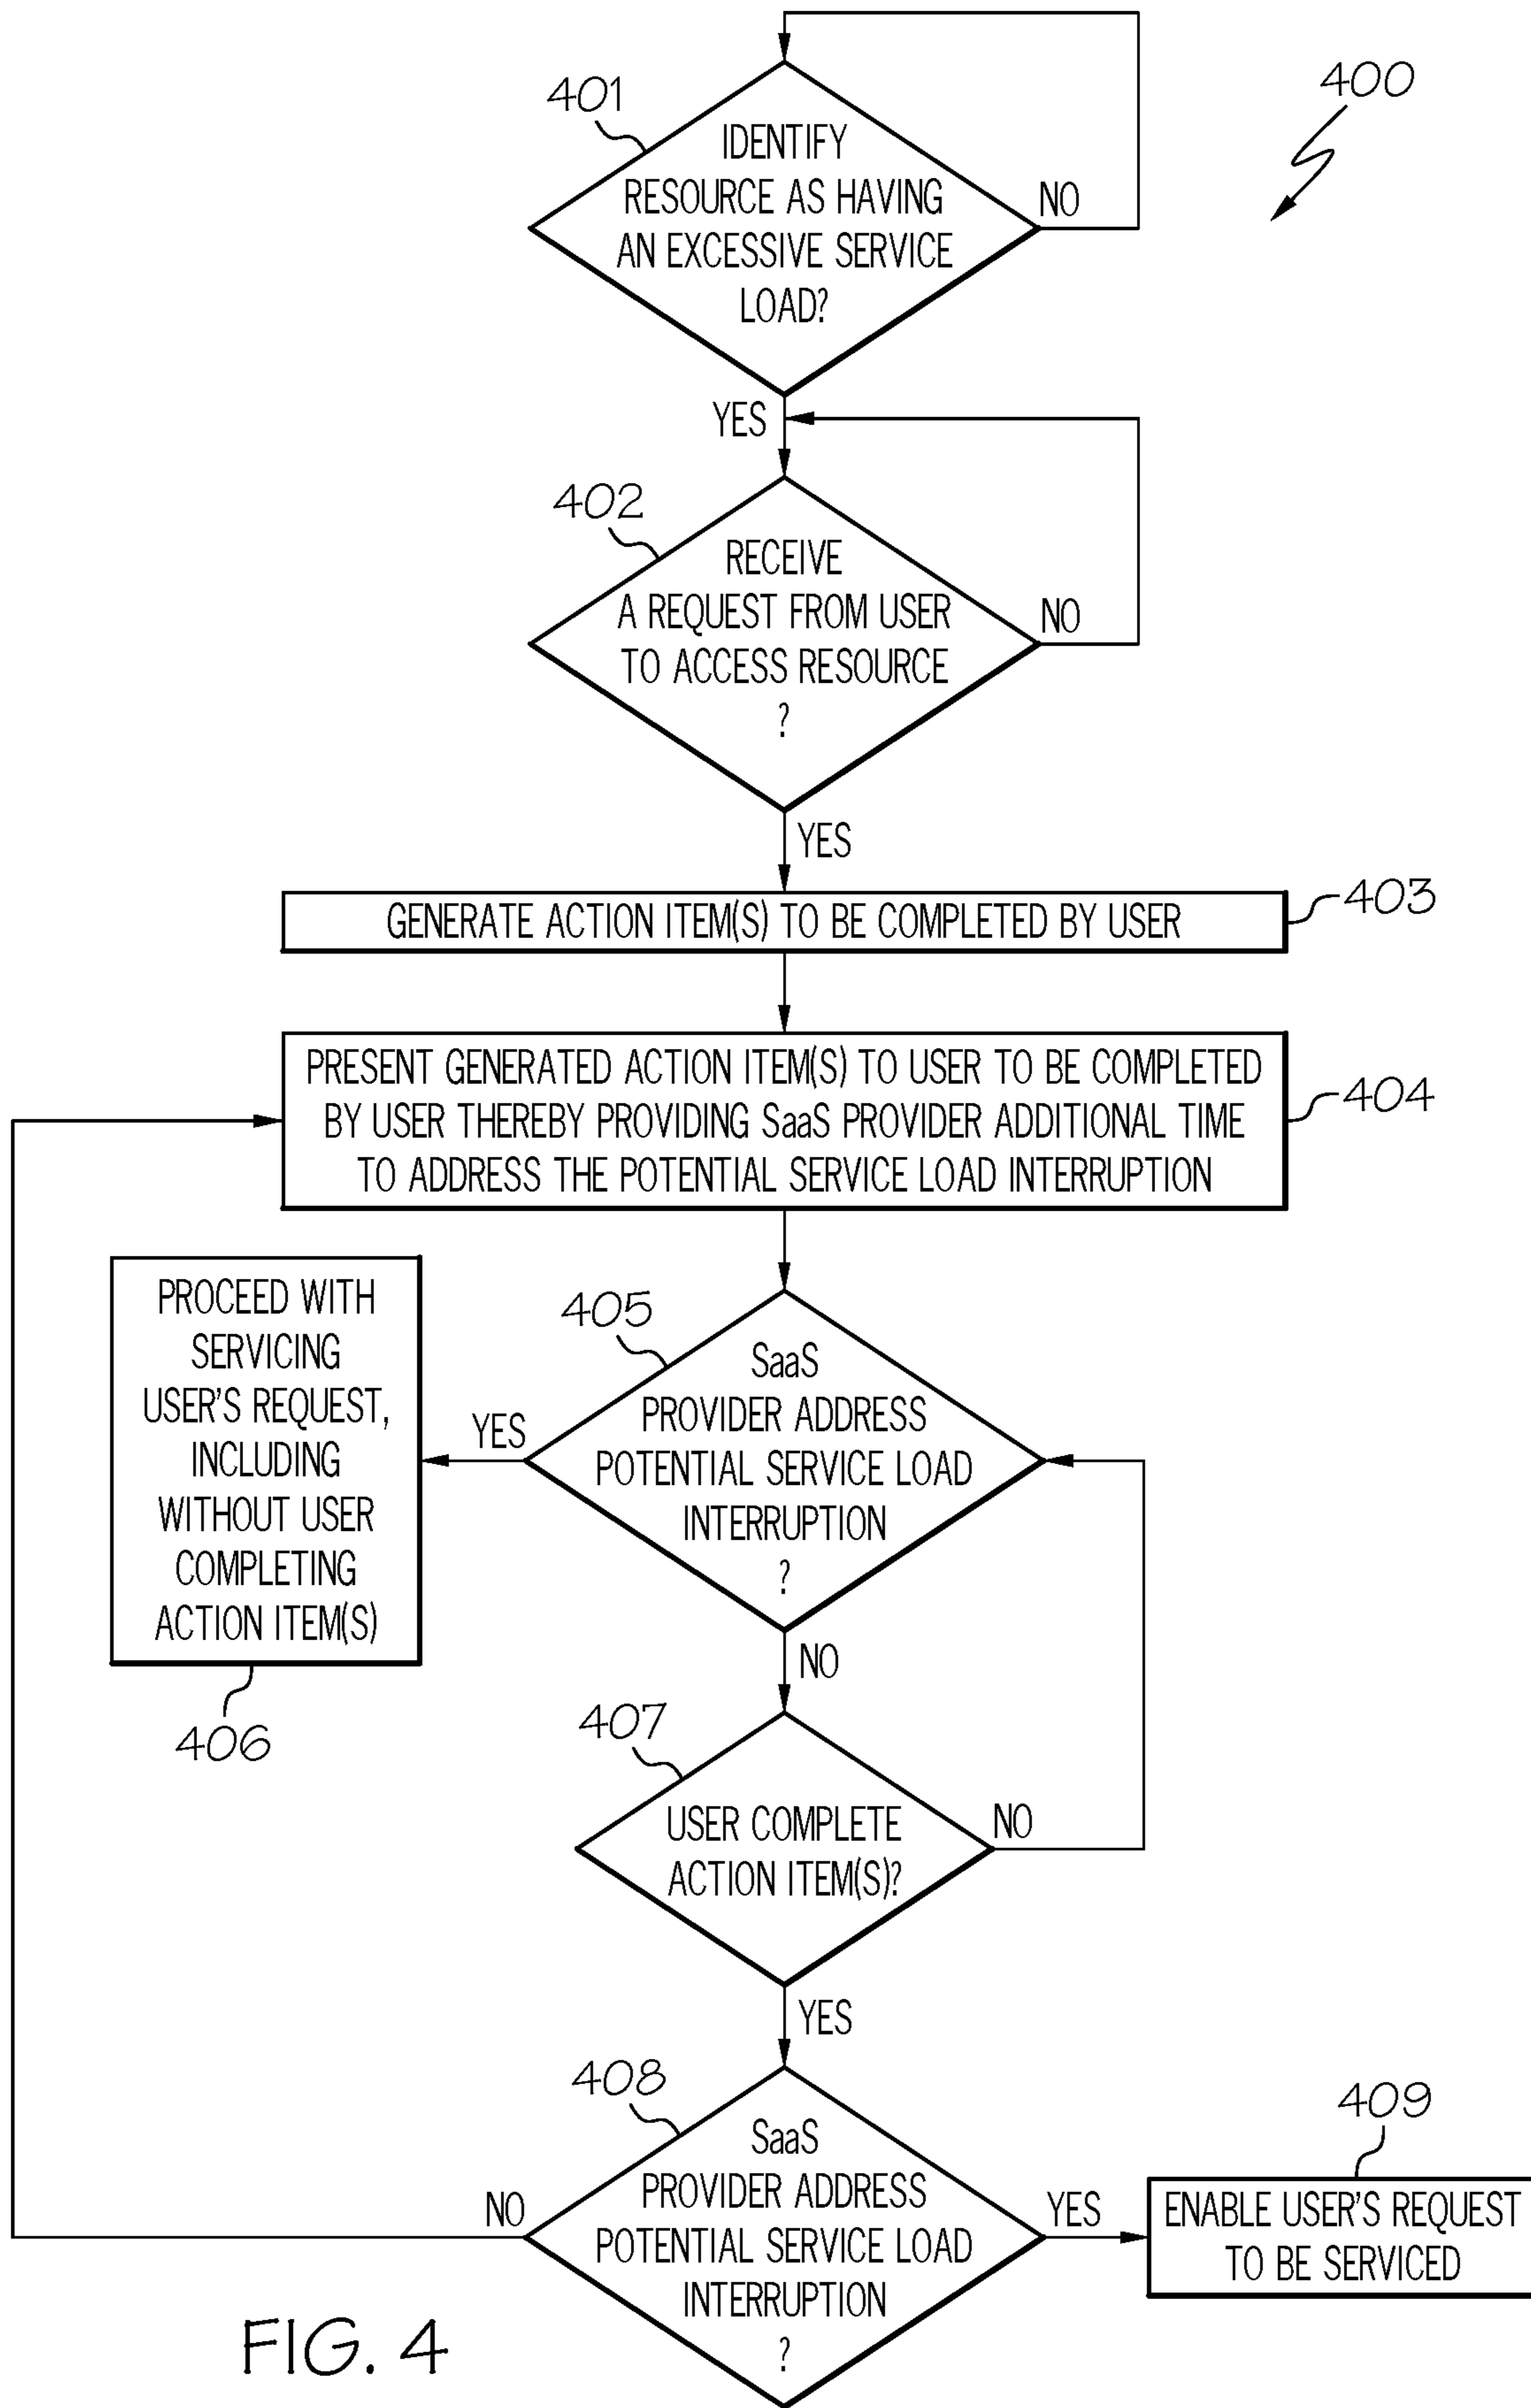 400
401
IDENTIFY
RESOURCE AS HAVING
AN EXCESSIVE SERVICE
LOAD?
NO
YES
402
RECEIVE
A REQUEST FROM USER
TO ACCESS RESOURCE
?
NO
YES
GENERATE ACTION ITEM(S) TO BE COMPLETED BY USER
403
PRESENT GENERATED ACTION ITEM(S) TO USER TO BE COMPLETED
BY USER THEREBY PROVIDING SaaS PROVIDER ADDITIONAL TIME
TO ADDRESS THE POTENTIAL SERVICE LOAD INTERRUPTION
404
405
SaaS
PROVIDER ADDRESS
POTENTIAL SERVICE LOAD
INTERRUPTION
?
YES
PROCEED WITH
SERVICING
USER'S REQUEST,
INCLUDING
WITHOUT USER
COMPLETING
ACTION ITEM(S)
406
NO
407
USER COMPLETE
ACTION ITEM(S)?
NO
YES
408
SaaS
PROVIDER ADDRESS
POTENTIAL SERVICE LOAD
INTERRUPTION
?
NO
YES
409
ENABLE USER'S REQUEST
TO BE SERVICED
FIG. 4